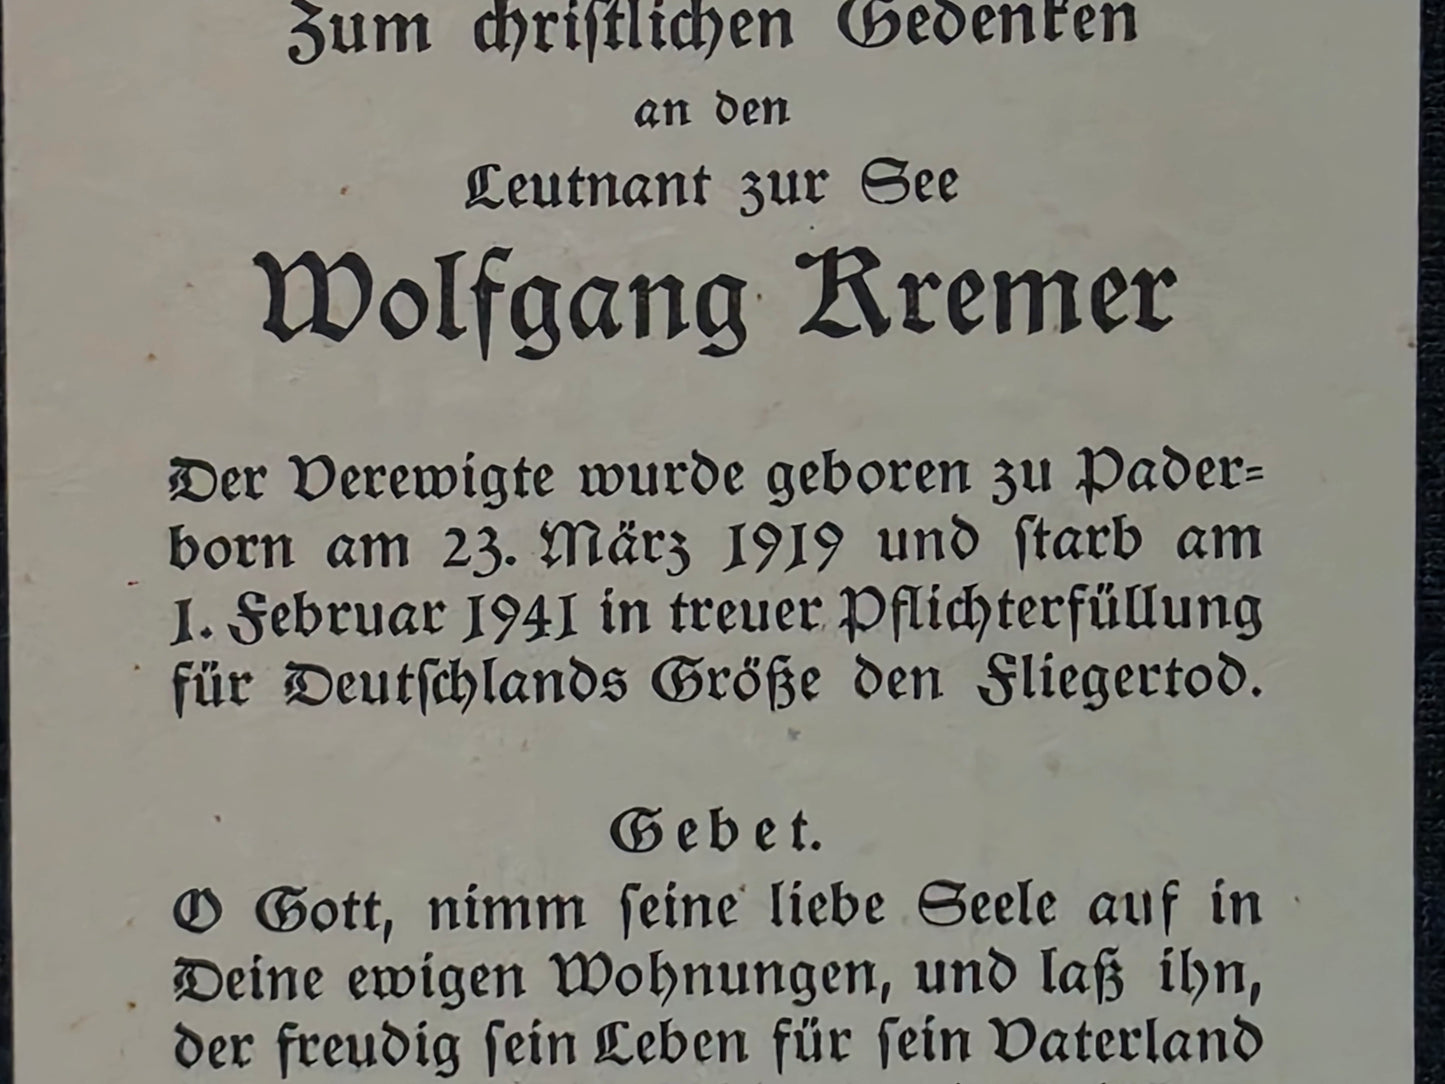 Zum christlichen Gedenken
an den
Leutnant zur See
Wolfgang Kremer
Der Verewigte wurde geboren zu Pader=
born am 23. März 1919 und starb am
1. Februar 1941 in treuer Pflichterfüllung
für Deutschlands Größe den Fliegertod.
Gebet.
O Gott, nimm seine liebe Seele auf in
Deine ewigen Wohnungen, und laß ihn,
der freudig sein Leben für sein Vaterland